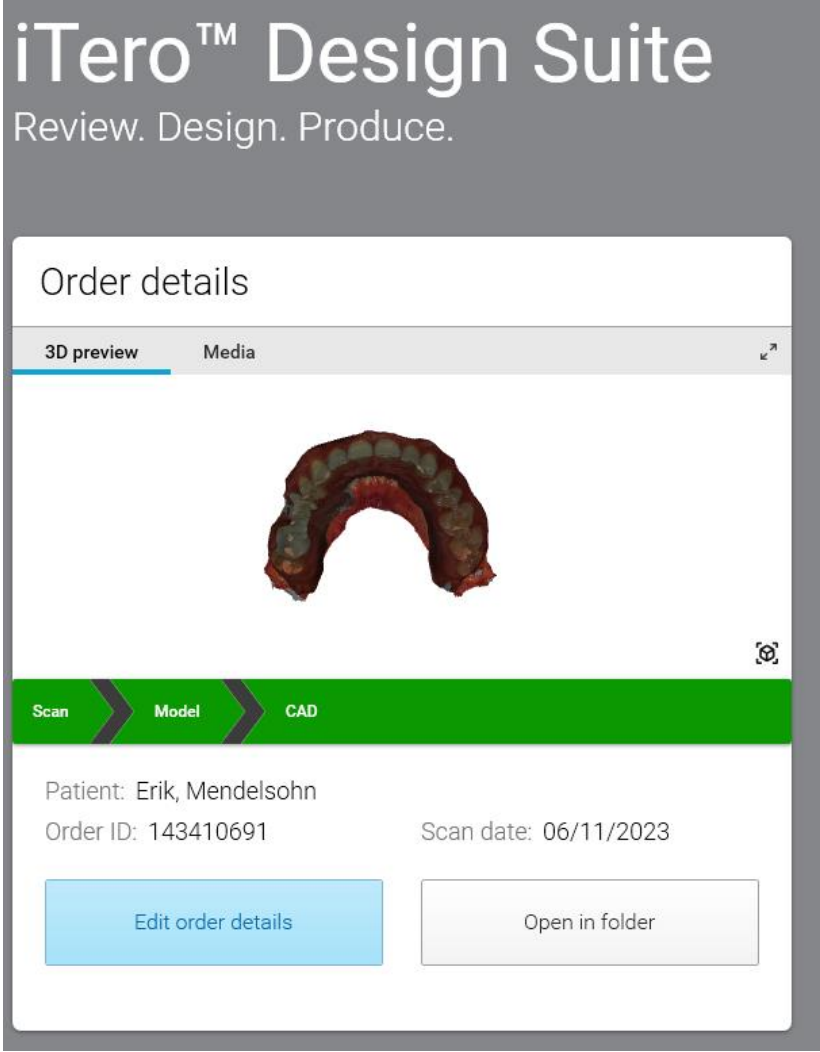 iTero™ Design Suite
Review. Design. Produce.
Order details
3D preview Media
Scan Model CAD
Patient: Erik, Mendelsohn
Order ID: 143410691 Scan date: 06/11/2023
Edit order details Open in folder